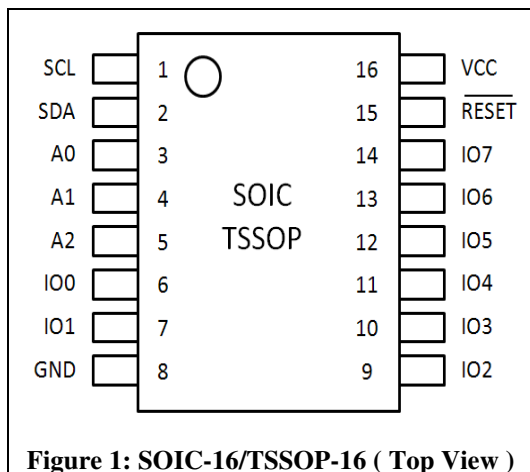 SCL 1 16 VCC
SDA 2 15 RESET
A0 3 14 IO7
A1 4 SOIC 13 IO6
A2 5 TSSOP 12 IO5
IO0 6 11 IO4
IO1 7 10 IO3
GND 8 9 IO2
Figure 1: SOIC-16/TSSOP-16 ( Top View )